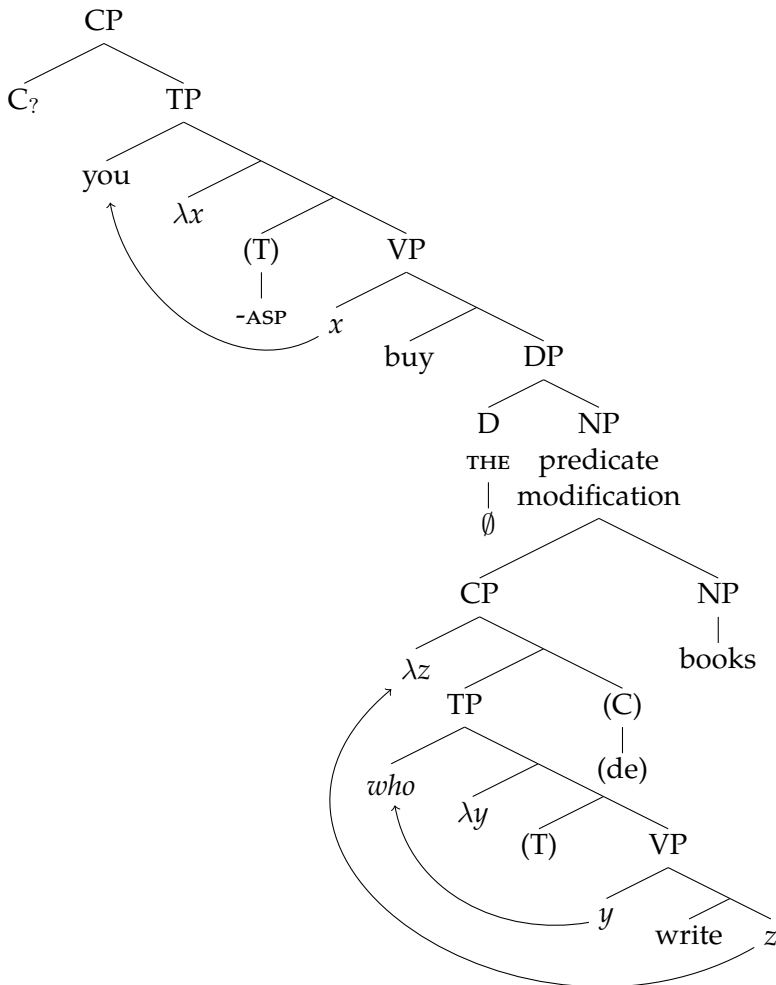 CP
C? TP
you
λx
(T) VP
-ASP x
buy DP
D NP
THE predicate
modification
∅
CP NP
λz books
TP (C)
who (de)
λy
(T) VP
y write z